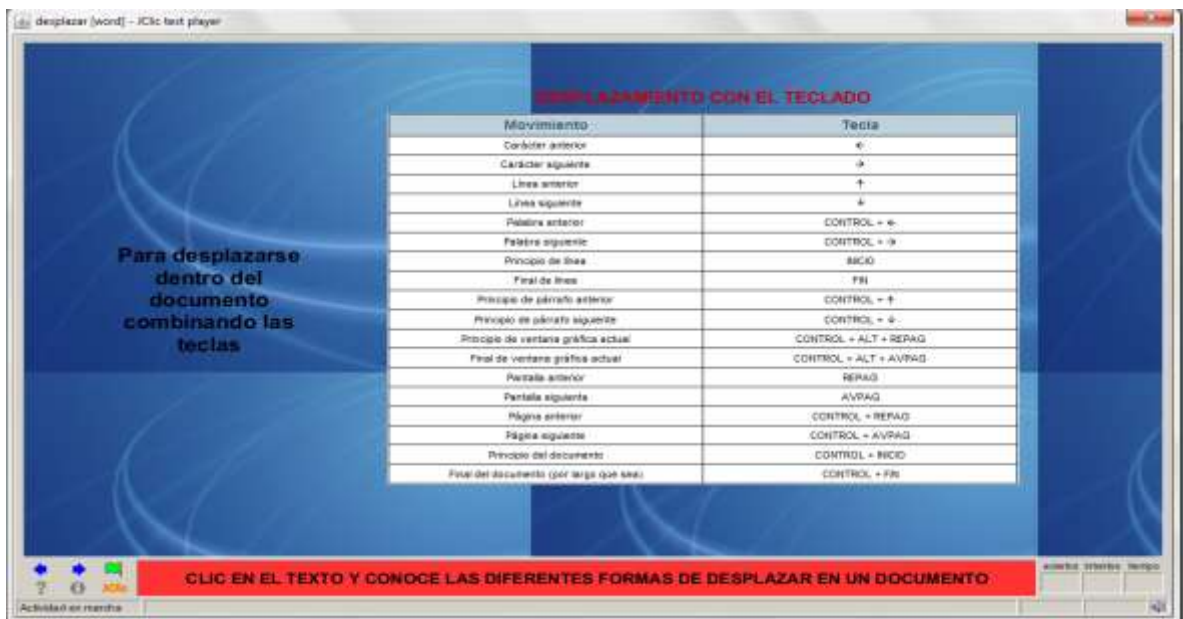 desplazar [word] - JClic test player
DESPLAZAMIENTO CON EL TECLADO
Movimiento Tecla
Carácter anterior ←
Carácter siguiente →
Línea anterior ↑
Línea siguiente ↓
Palabra anterior CONTROL + ←
Palabra siguiente CONTROL + →
Principio de línea INICIO
Final de línea FIN
Principio de párrafo anterior CONTROL + ↑
Principio de párrafo siguiente CONTROL + ↓
Principio de ventana gráfica actual CONTROL + ALT + REPAG
Final de ventana gráfica actual CONTROL + ALT + AVPAG
Pantalla anterior REPAG
Pantalla siguiente AVPAG
Página anterior CONTROL + REPAG
Página siguiente CONTROL + AVPAG
Principio del documento CONTROL + INICIO
Final del documento (por largo que sea) CONTROL + FIN
Para desplazarse
dentro del
documento
combinando las
teclas
CLIC EN EL TEXTO Y CONOCE LAS DIFERENTES FORMAS DE DESPLAZAR EN UN DOCUMENTO
aciertos intentos tiempo
JClic
Actividad en marcha